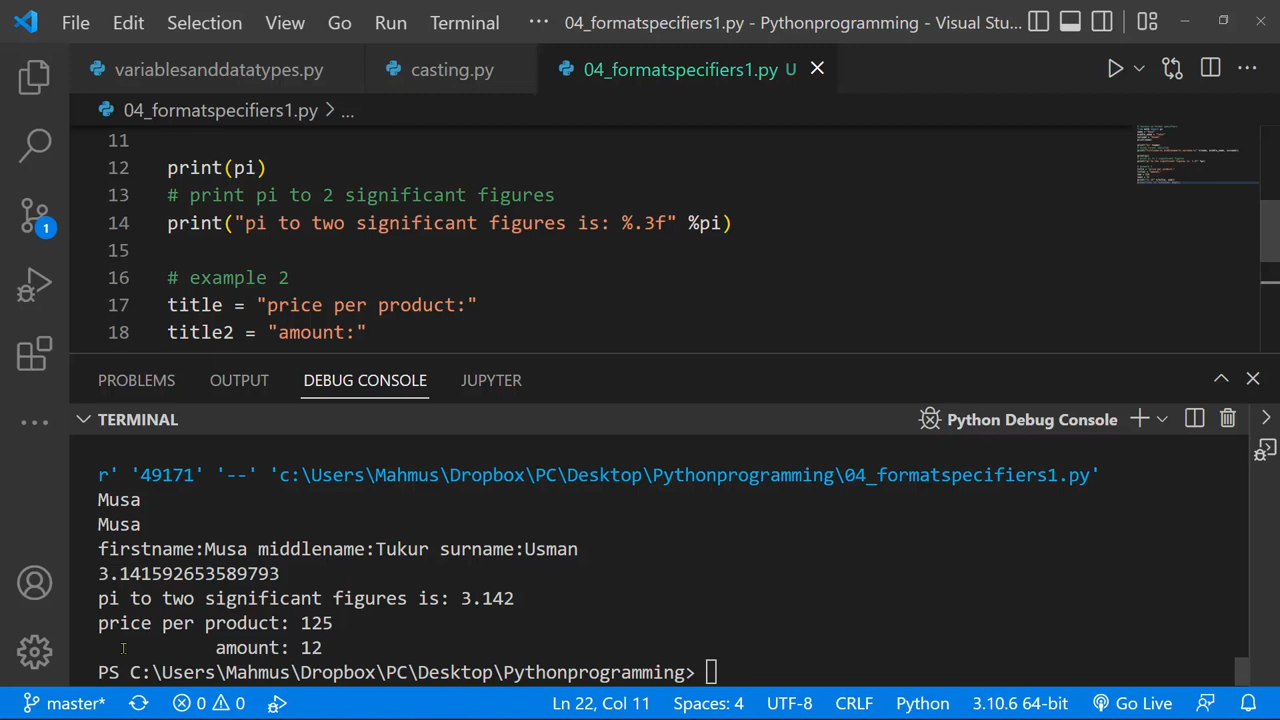 File Edit Selection View Go Run Terminal ··· 04_formatspecifiers1.py - Pythonprogramming - Visual Stu...
variablesanddatatypes.py casting.py 04_formatspecifiers1.py U
04_formatspecifiers1.py > ...
11
12 print(pi)
13 # print pi to 2 significant figures
14 print("pi to two significant figures is: %.3f" %pi)
15
16 # example 2
17 title = "price per product:"
18 title2 = "amount:"
PROBLEMS OUTPUT DEBUG CONSOLE JUPYTER
TERMINAL Python Debug Console
r' '49171' '--' 'c:\Users\Mahmus\Dropbox\PC\Desktop\Pythonprogramming\04_formatspecifiers1.py'
Musa
Musa
firstname:Musa middlename:Tukur surname:Usman
3.141592653589793
pi to two significant figures is: 3.142
price per product: 125
amount: 12
PS C:\Users\Mahmus\Dropbox\PC\Desktop\Pythonprogramming>
1
master* 0 0 Ln 22, Col 11 Spaces: 4 UTF-8 CRLF Python 3.10.6 64-bit Go Live